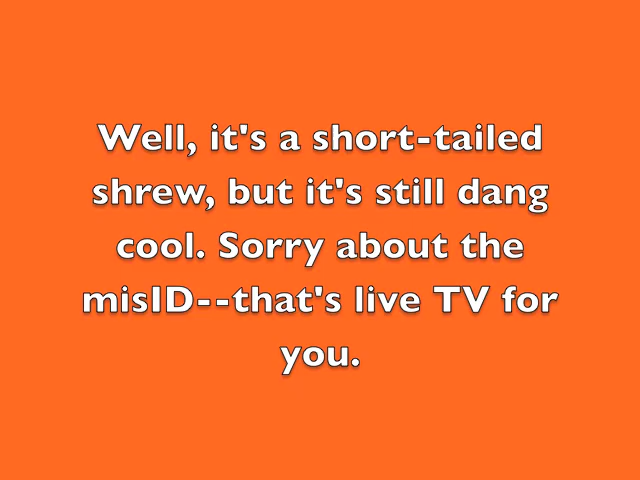 Well, it's a short-tailed
shrew, but it's still dang
cool. Sorry about the
misID--that's live TV for
you.